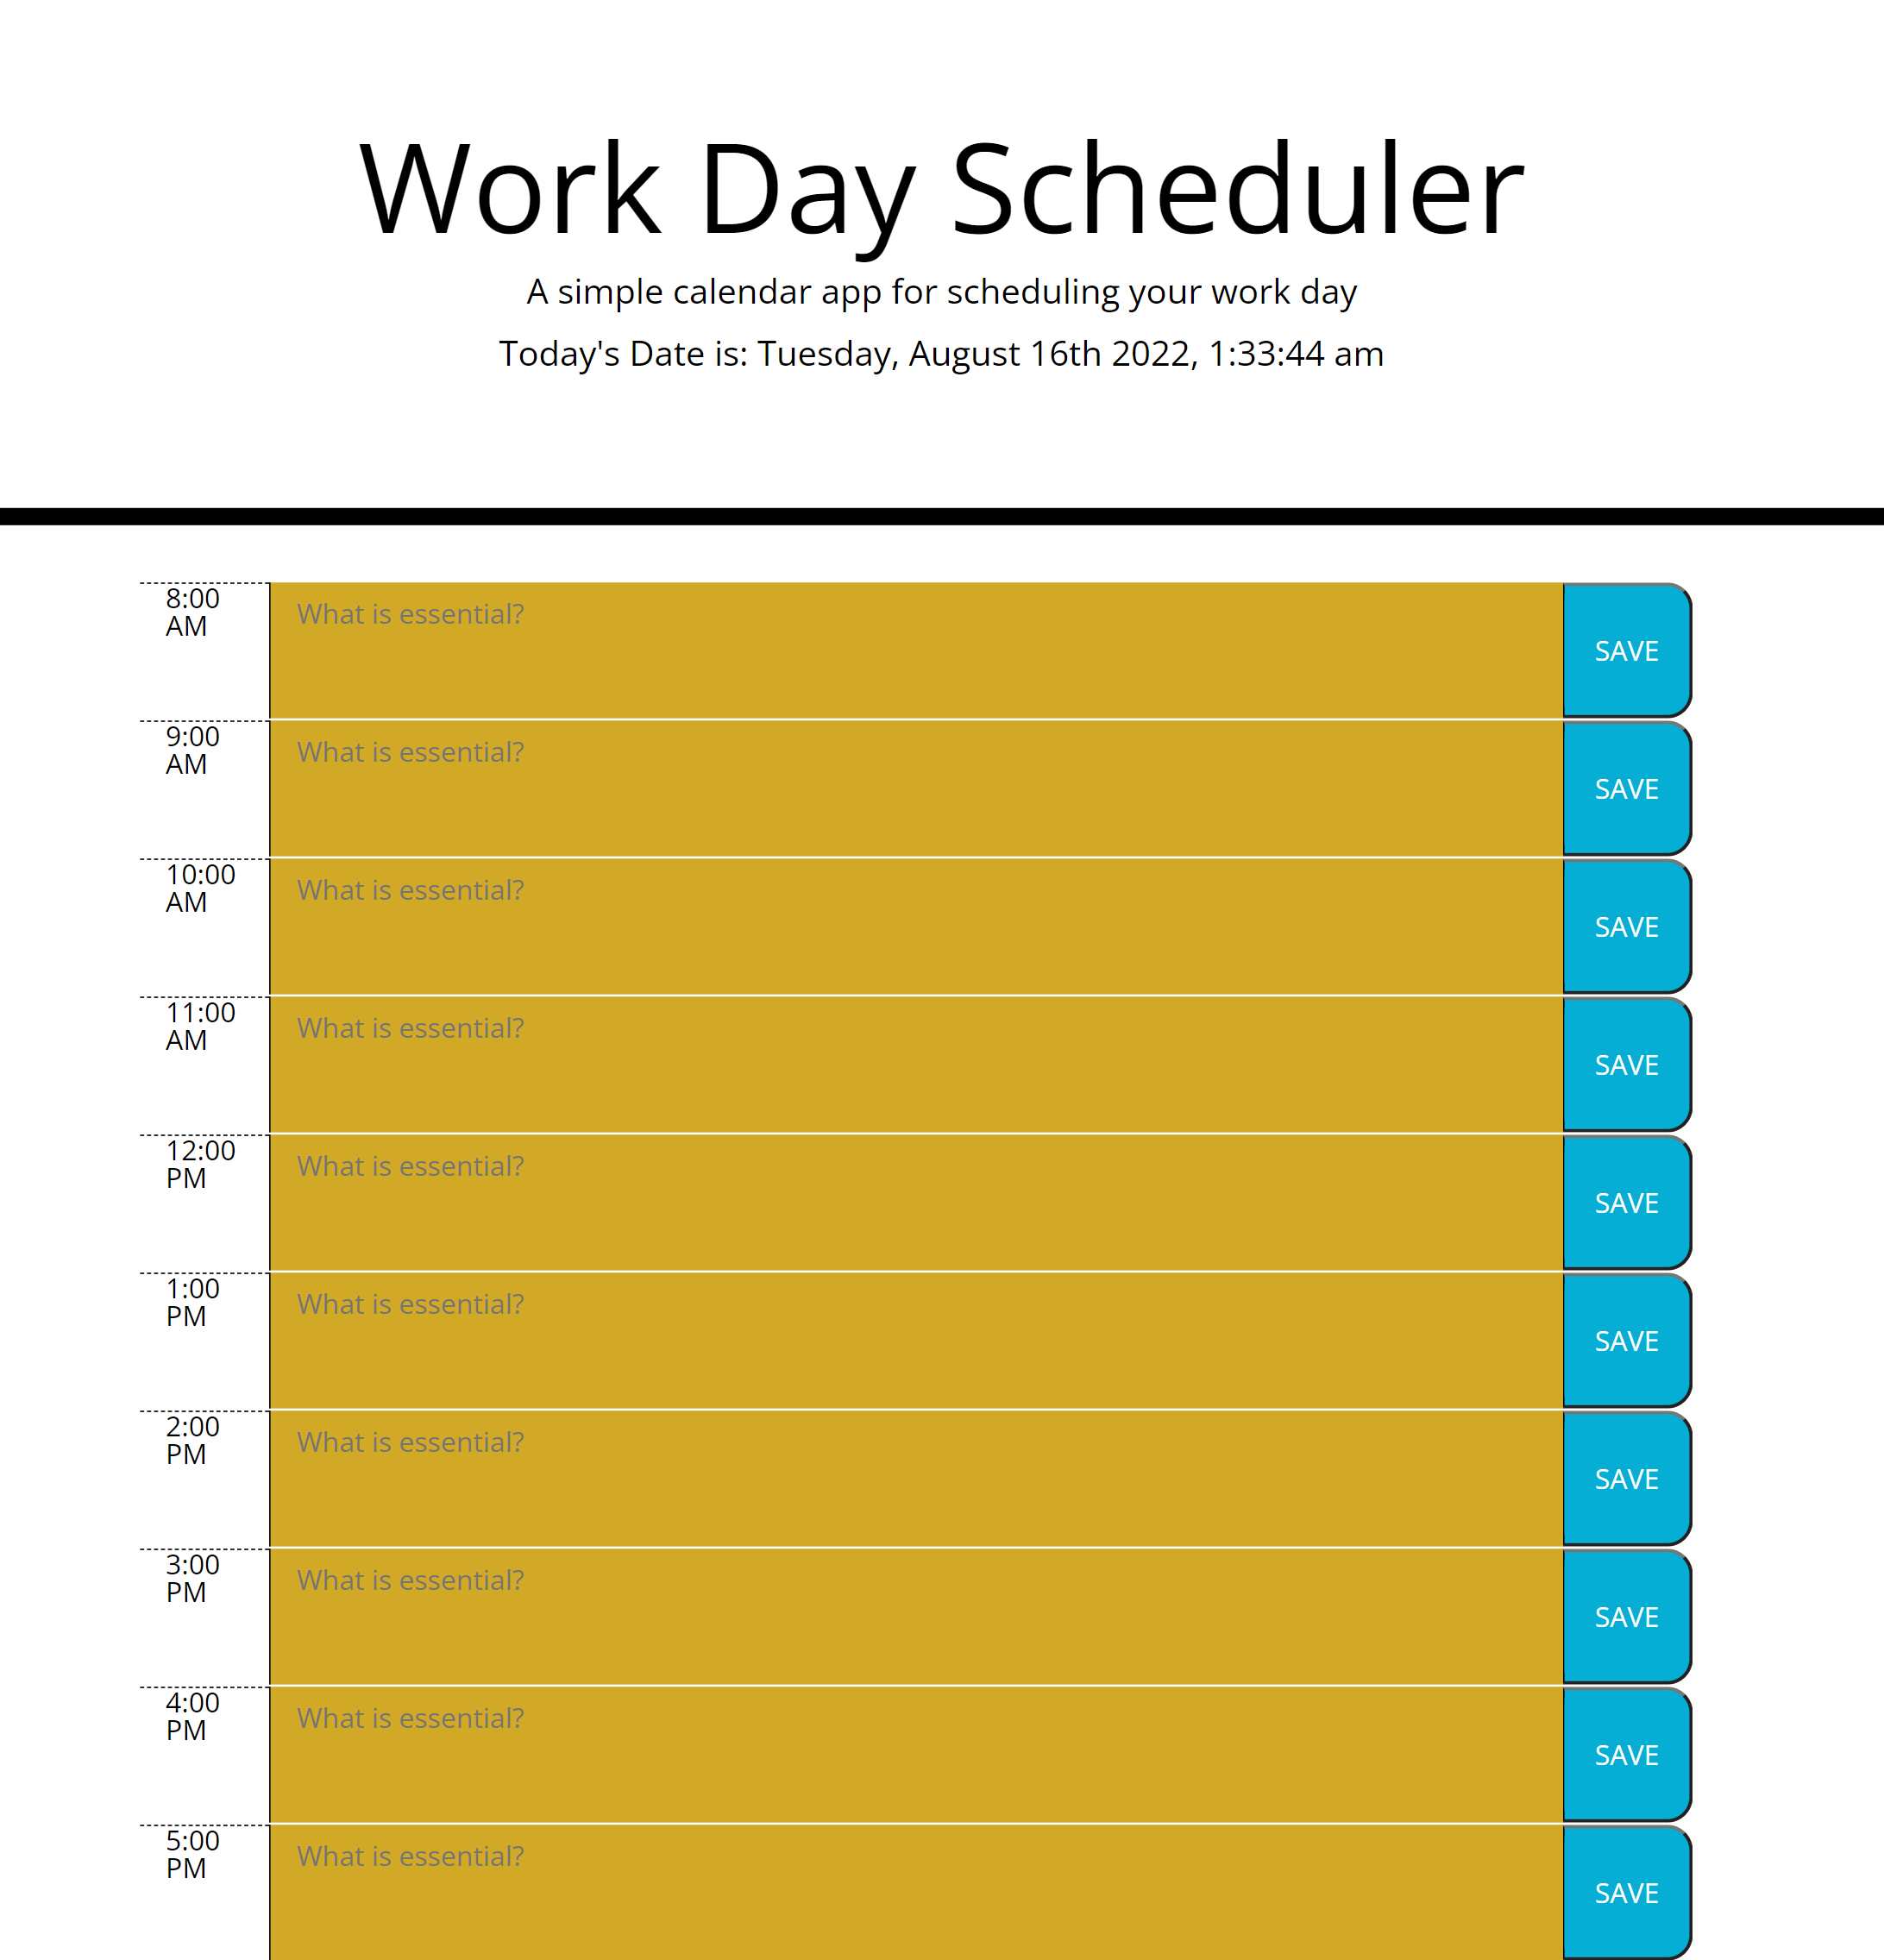 Work Day Scheduler
A simple calendar app for scheduling your work day
Today's Date is: Tuesday, August 16th 2022, 1:33:44 am
8:00
AM
What is essential?
SAVE
9:00
AM
What is essential?
SAVE
10:00
AM
What is essential?
SAVE
11:00
AM
What is essential?
SAVE
12:00
PM
What is essential?
SAVE
1:00
PM
What is essential?
SAVE
2:00
PM
What is essential?
SAVE
3:00
PM
What is essential?
SAVE
4:00
PM
What is essential?
SAVE
5:00
PM
What is essential?
SAVE